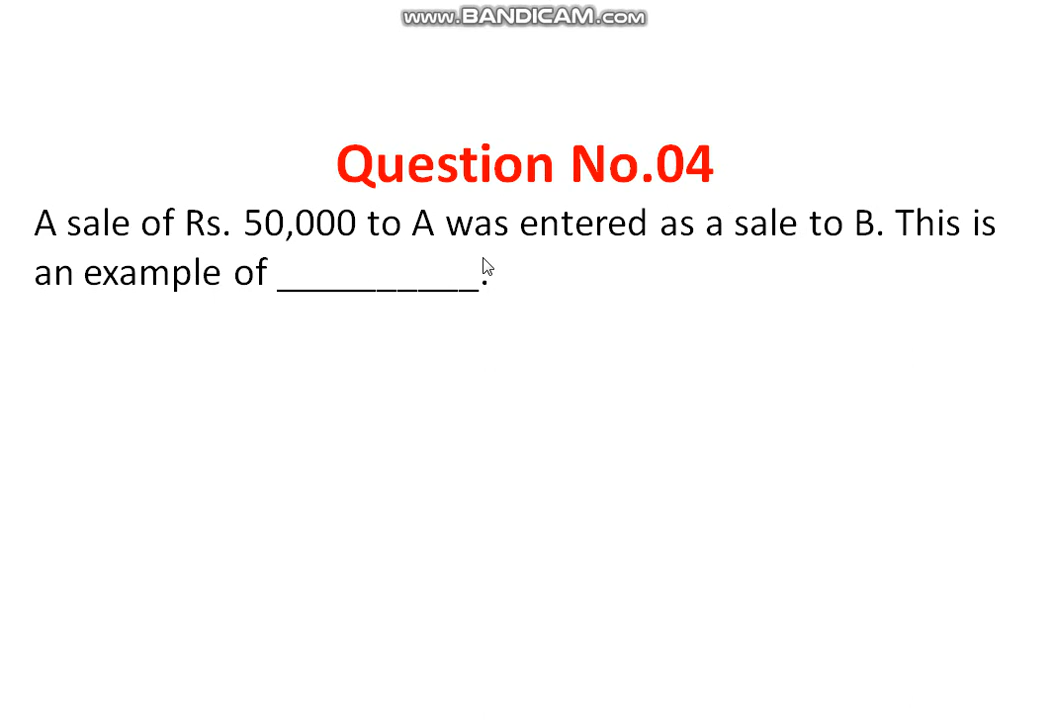 www.BANDICAM.com
Question No.04
A sale of Rs. 50,000 to A was entered as a sale to B. This is
an example of __________.